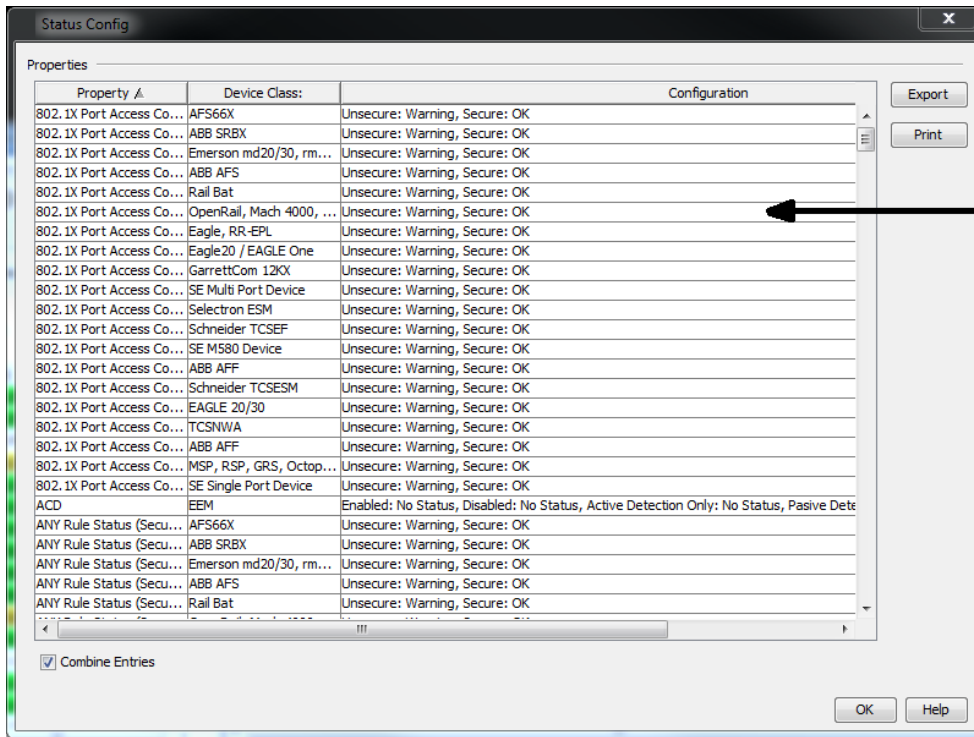 Status Config
x
Properties
Property Device Class: Configuration
Export
802.1X Port Access Co... AFS66X Unsecure: Warning, Secure: OK
802.1X Port Access Co... ABB SRBX Unsecure: Warning, Secure: OK
Print
802.1X Port Access Co... Emerson md20/30, rm... Unsecure: Warning, Secure: OK
802.1X Port Access Co... ABB AFS Unsecure: Warning, Secure: OK
802.1X Port Access Co... Rail Bat Unsecure: Warning, Secure: OK
802.1X Port Access Co... OpenRail, Mach 4000, ... Unsecure: Warning, Secure: OK
802.1X Port Access Co... Eagle, RR-EPL Unsecure: Warning, Secure: OK
802.1X Port Access Co... Eagle20 / EAGLE One Unsecure: Warning, Secure: OK
802.1X Port Access Co... GarrettCom 12KX Unsecure: Warning, Secure: OK
802.1X Port Access Co... SE Multi Port Device Unsecure: Warning, Secure: OK
802.1X Port Access Co... Selectron ESM Unsecure: Warning, Secure: OK
802.1X Port Access Co... Schneider TCSEF Unsecure: Warning, Secure: OK
802.1X Port Access Co... SE M580 Device Unsecure: Warning, Secure: OK
802.1X Port Access Co... ABB AFF Unsecure: Warning, Secure: OK
802.1X Port Access Co... Schneider TCSESM Unsecure: Warning, Secure: OK
802.1X Port Access Co... EAGLE 20/30 Unsecure: Warning, Secure: OK
802.1X Port Access Co... TCSNWA Unsecure: Warning, Secure: OK
802.1X Port Access Co... ABB AFF Unsecure: Warning, Secure: OK
802.1X Port Access Co... MSP, RSP, GRS, Octop... Unsecure: Warning, Secure: OK
802.1X Port Access Co... SE Single Port Device Unsecure: Warning, Secure: OK
ACD EEM Enabled: No Status, Disabled: No Status, Active Detection Only: No Status, Pasive Dete
ANY Rule Status (Secu... AFS66X Unsecure: Warning, Secure: OK
ANY Rule Status (Secu... ABB SRBX Unsecure: Warning, Secure: OK
ANY Rule Status (Secu... Emerson md20/30, rm... Unsecure: Warning, Secure: OK
ANY Rule Status (Secu... ABB AFS Unsecure: Warning, Secure: OK
ANY Rule Status (Secu... Rail Bat Unsecure: Warning, Secure: OK
Combine Entries
OK
Help